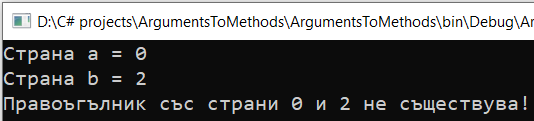 D:\C# projects\ArgumentsToMethods\ArgumentsToMethods\bin\Debug\Ar
Страна a = 0
Страна b = 2
Правоъгълник със страни 0 и 2 не съществува!